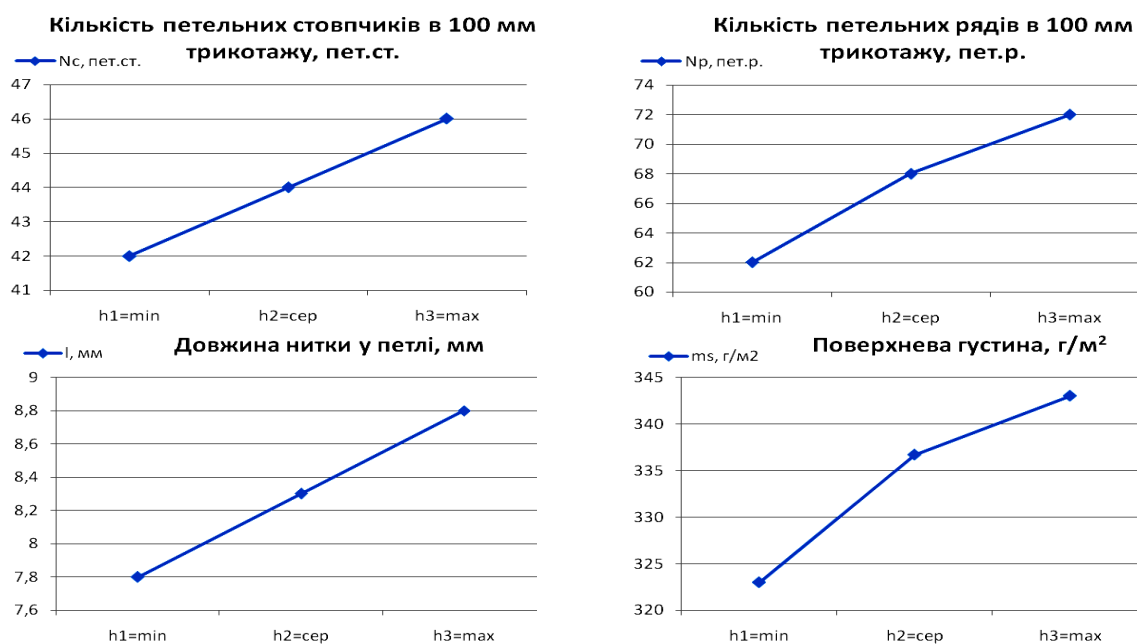 Кількість петельних стовпчиків в 100 мм
трикотажу, пет.ст.
Nc, пет.ст.
47
46
45
44
43
42
41
h1=min h2=сер h3=max
Кількість петельних рядів в 100 мм
трикотажу, пет.р.
Np, пет.р.
74
72
70
68
66
64
62
60
h1=min h2=сер h3=max
Довжина нитки у петлі, мм
l, мм
9
8,8
8,6
8,4
8,2
8
7,8
7,6
h1=min h2=сер h3=max
Поверхнева густина, г/м²
ms, г/м2
345
340
335
330
325
320
h1=min h2=сер h3=max